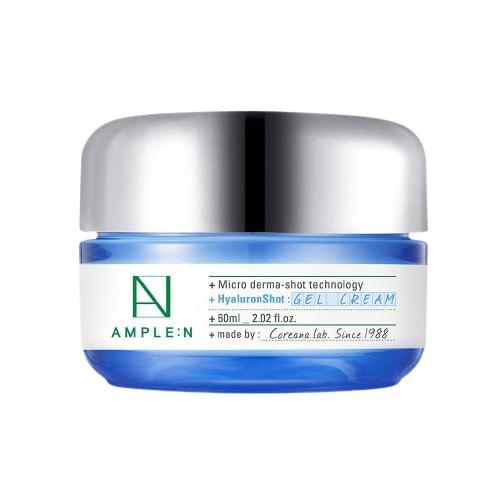 AMPLE:N
+ Micro derma-shot technology
+ HyaluronShot : GEL CREAM
+ 60ml _ 2.02 fl.oz.
+ made by : Coreana lab. Since 1988